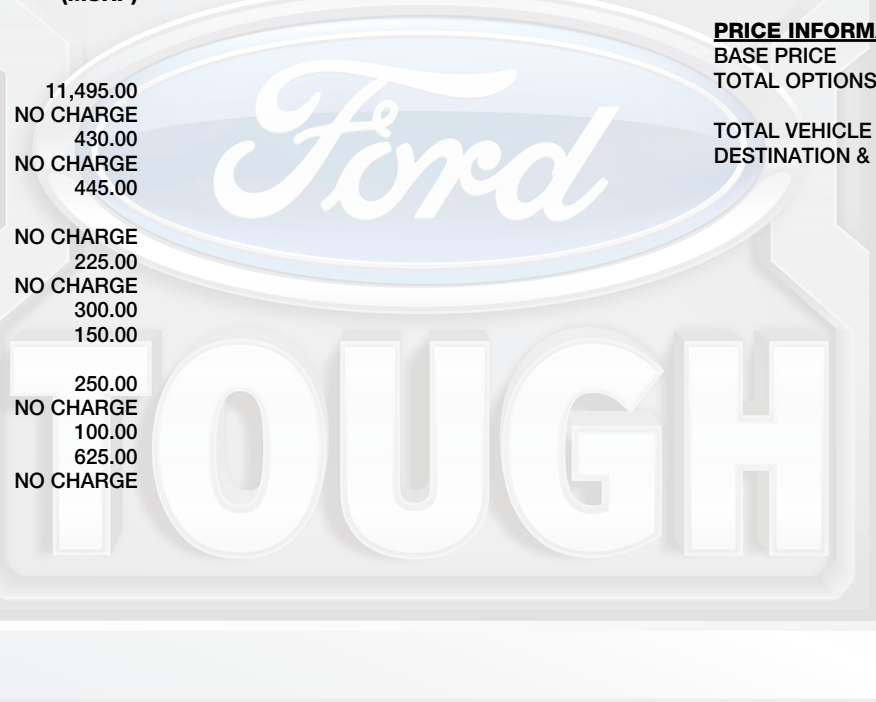 11,495.00
NO CHARGE
430.00
NO CHARGE
445.00
NO CHARGE
225.00
NO CHARGE
300.00
150.00
250.00
NO CHARGE
100.00
625.00
NO CHARGE
PRICE INFORM
BASE PRICE
TOTAL OPTIONS
TOTAL VEHICLE
DESTINATION &
Ford
TOUGH